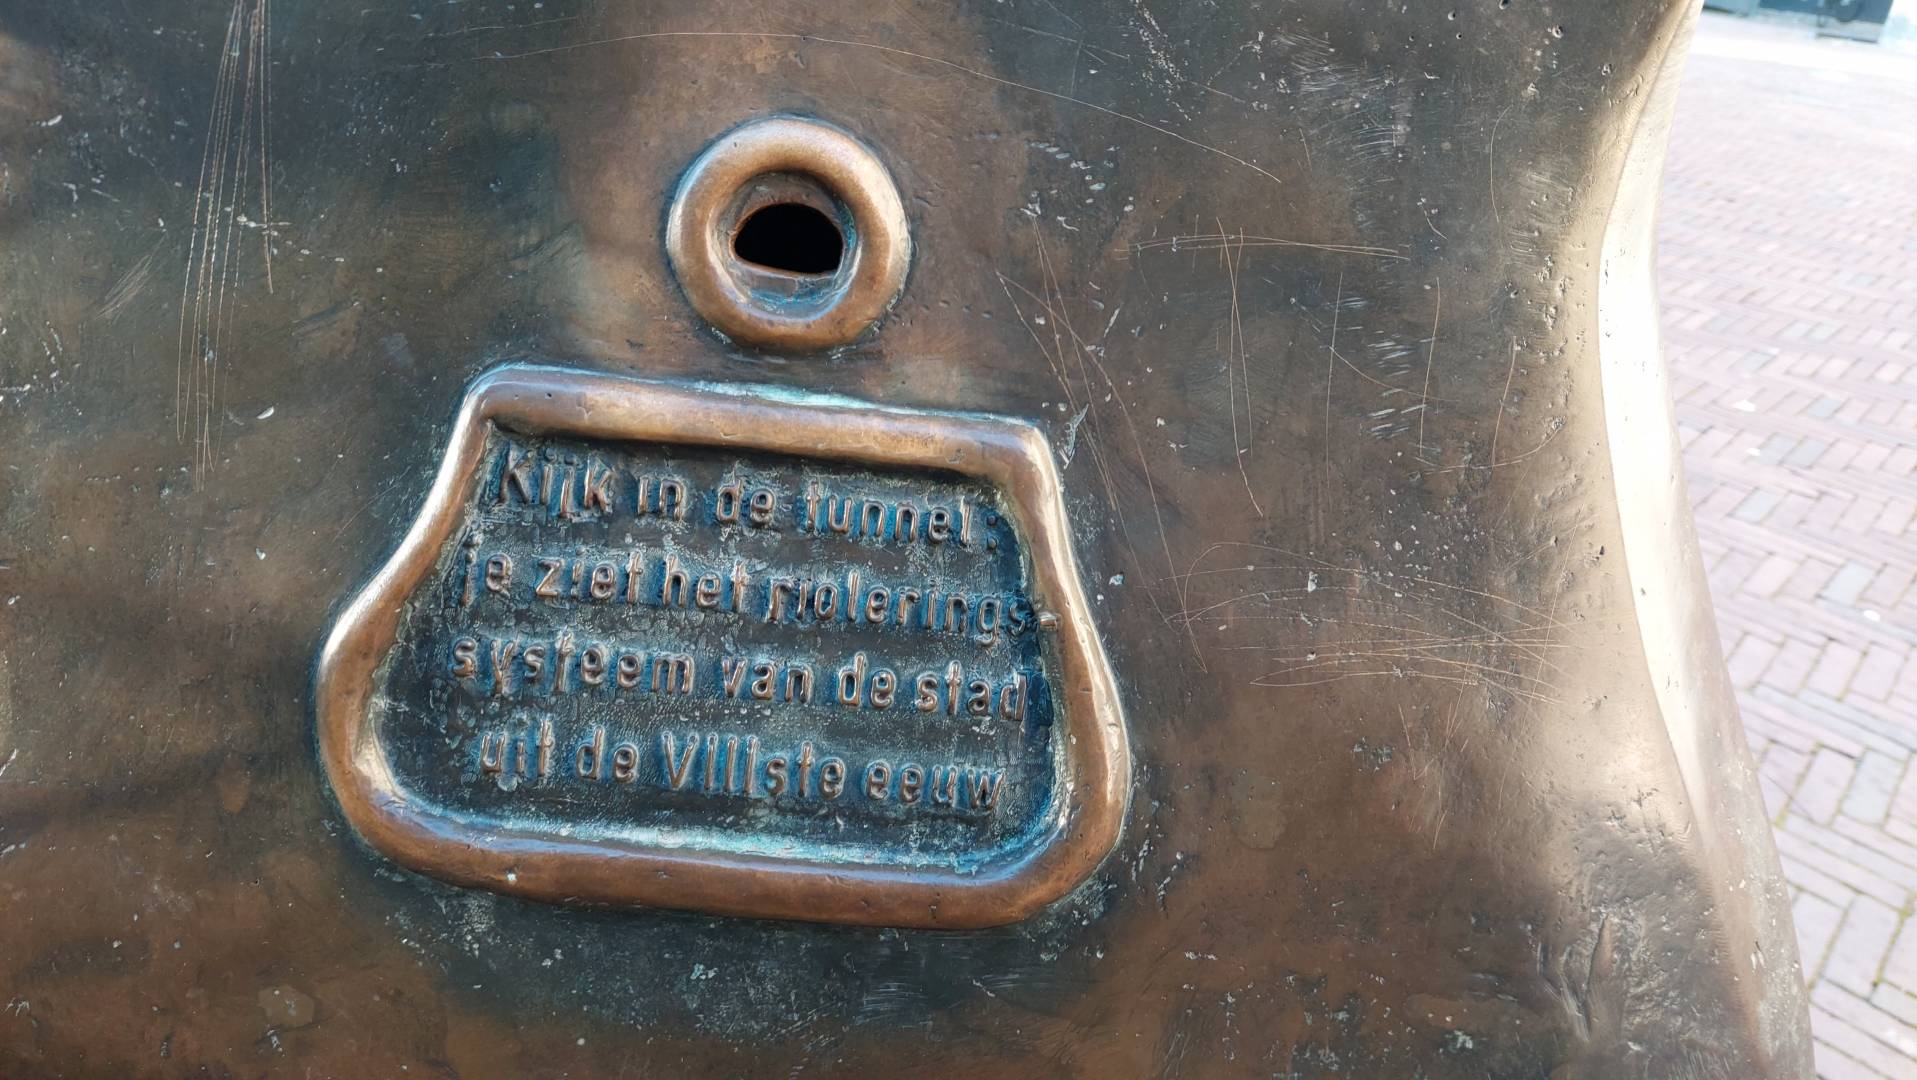 Kijk in de tunnel:
je ziet het riolerings-
systeem van de stad
uit de VIIIste eeuw